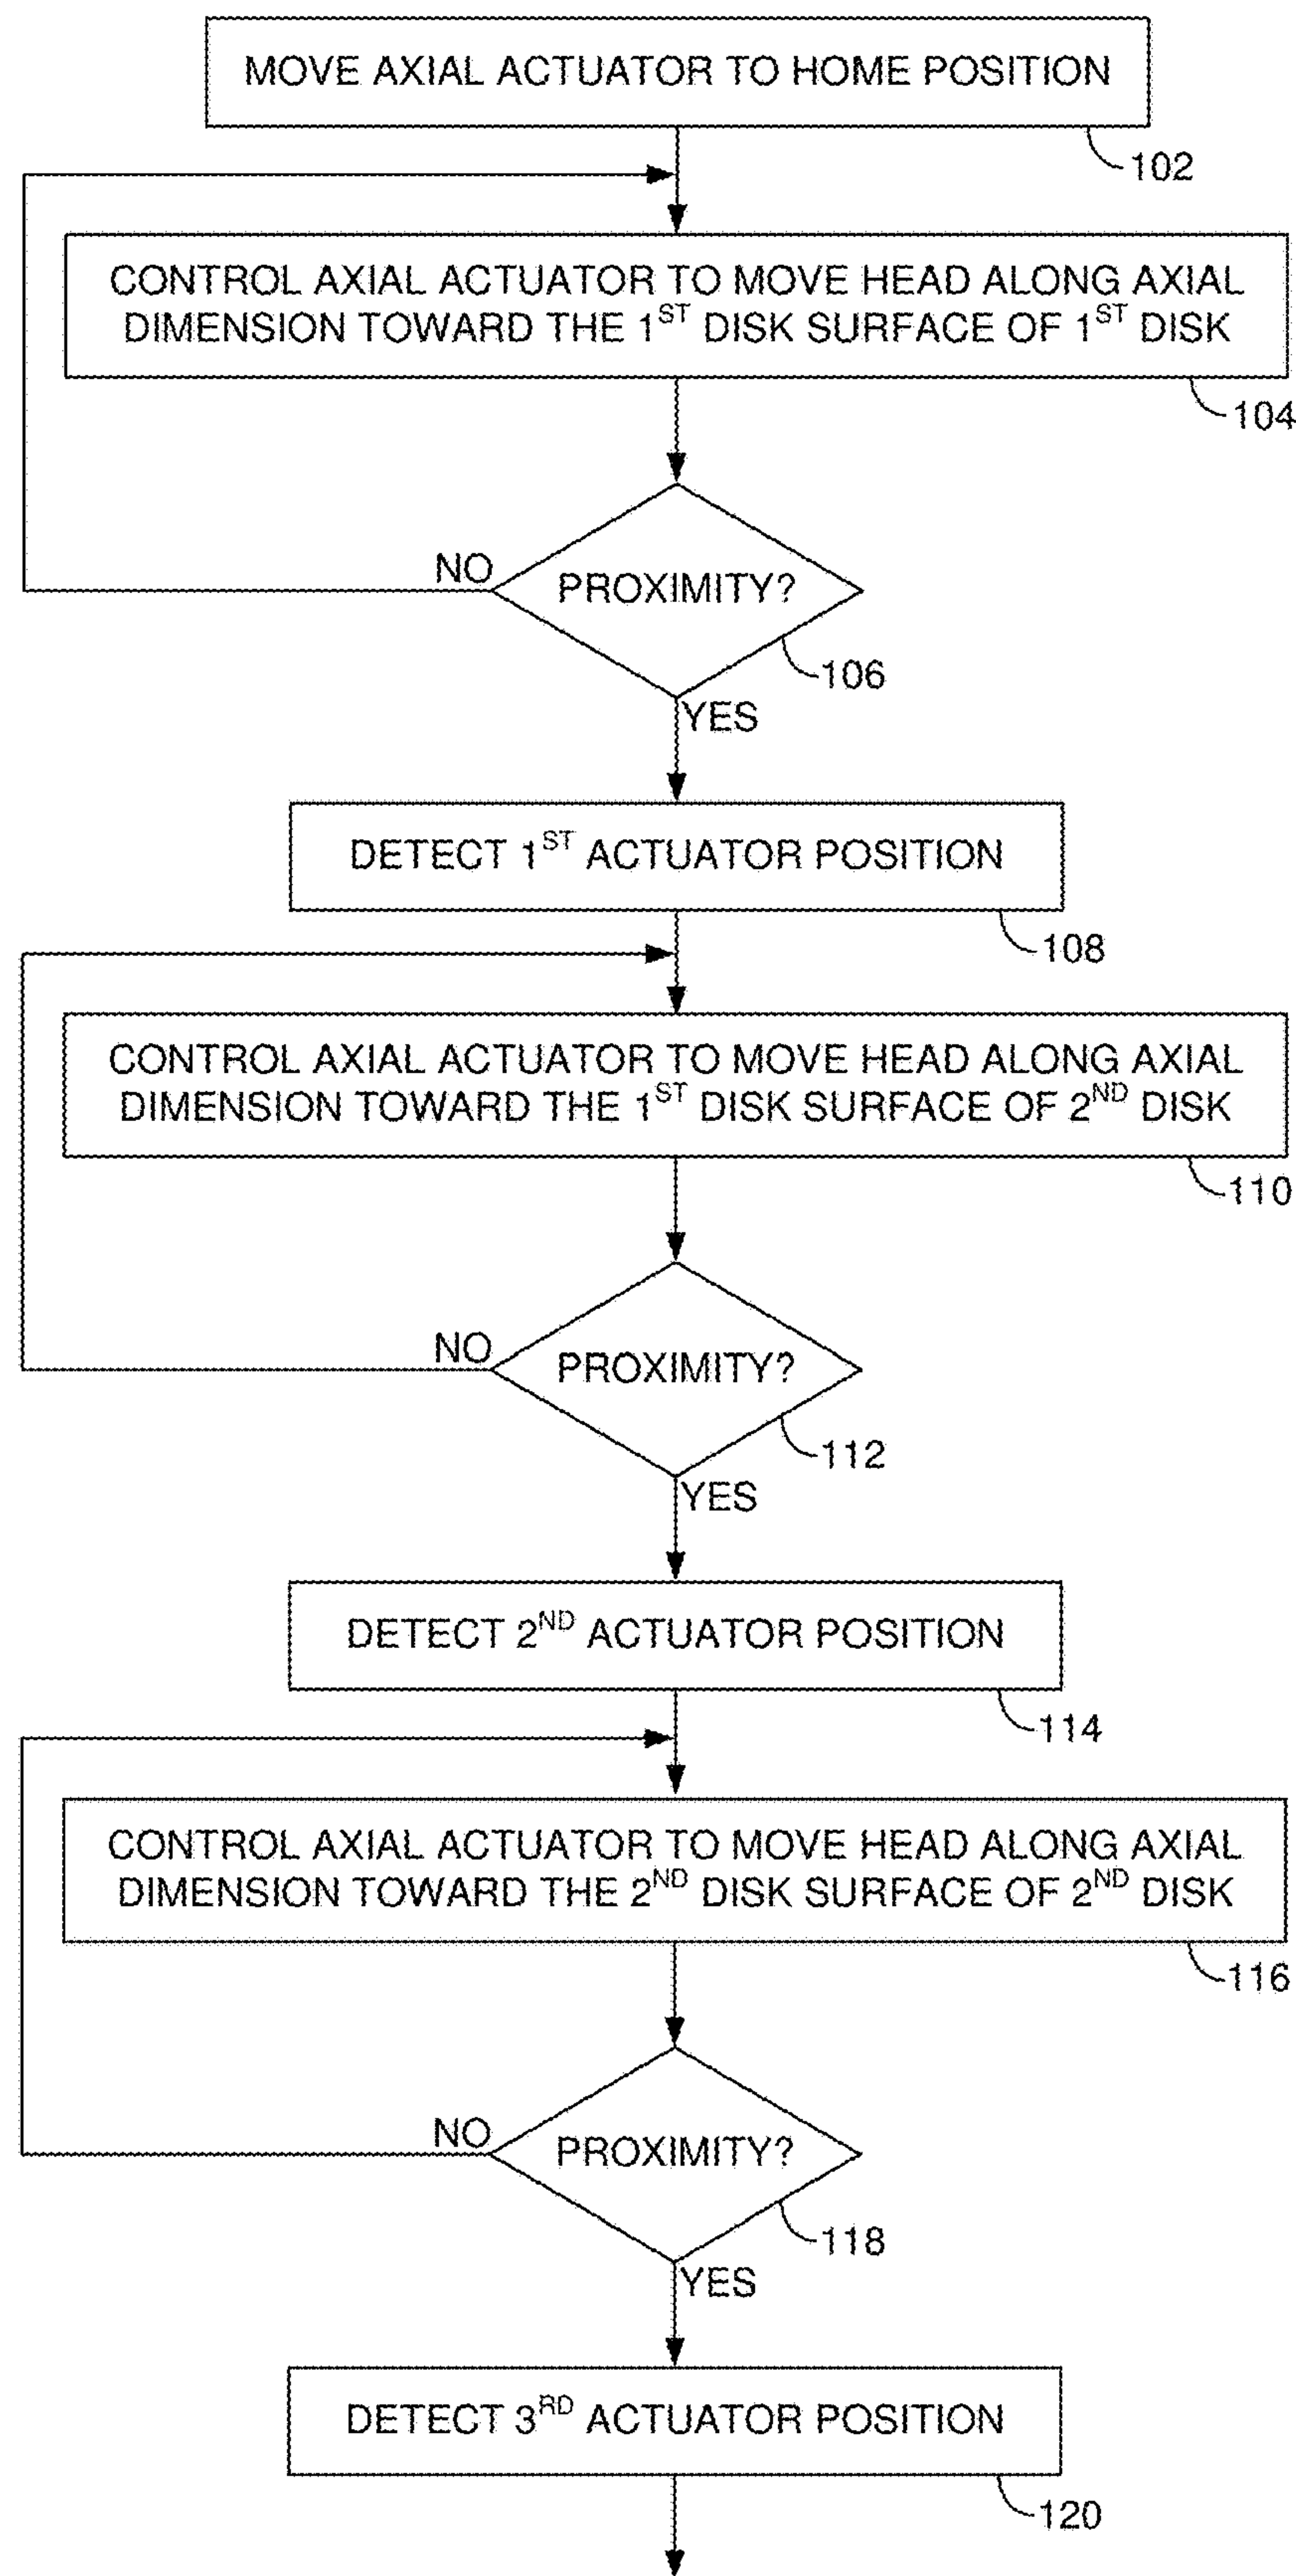 MOVE AXIAL ACTUATOR TO HOME POSITION
102
CONTROL AXIAL ACTUATOR TO MOVE HEAD ALONG AXIAL
DIMENSION TOWARD THE 1ST DISK SURFACE OF 1ST DISK
104
NO
PROXIMITY?
106
YES
DETECT 1ST ACTUATOR POSITION
108
CONTROL AXIAL ACTUATOR TO MOVE HEAD ALONG AXIAL
DIMENSION TOWARD THE 1ST DISK SURFACE OF 2ND DISK
110
NO
PROXIMITY?
112
YES
DETECT 2ND ACTUATOR POSITION
114
CONTROL AXIAL ACTUATOR TO MOVE HEAD ALONG AXIAL
DIMENSION TOWARD THE 2ND DISK SURFACE OF 2ND DISK
116
NO
PROXIMITY?
118
YES
DETECT 3RD ACTUATOR POSITION
120